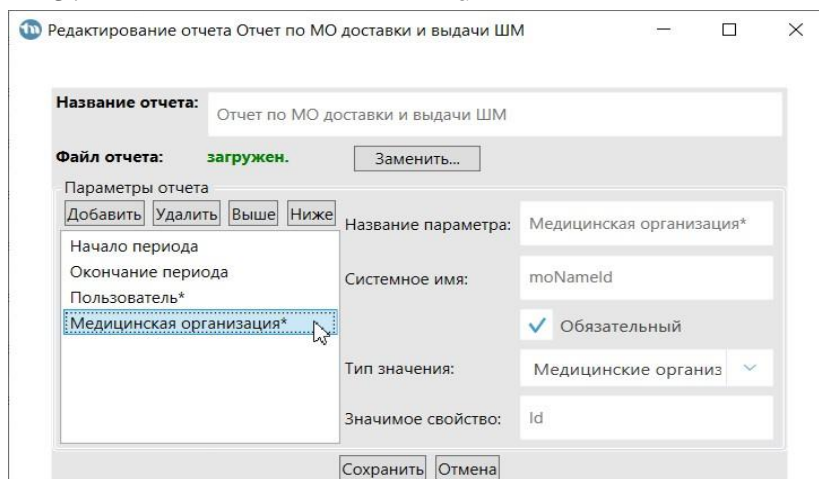 Редактирование отчета Отчет по МО доставки и выдачи ШМ
Название отчета: Отчет по МО доставки и выдачи ШМ
Файл отчета: загружен. Заменить...
Параметры отчета
Добавить Удалить Выше Ниже
Начало периода
Окончание периода
Пользователь*
Медицинская организация*
Название параметра: Медицинская организация*
Системное имя: moNameId
Обязательный
Тип значения: Медицинские организ
Значимое свойство: Id
Сохранить Отмена